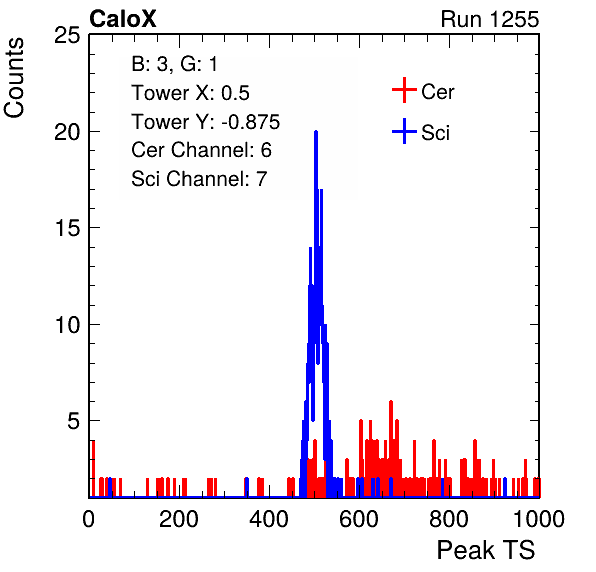 CaloX
Run 1255
Counts
25
20
15
10
5
B: 3, G: 1
Tower X: 0.5
Tower Y: -0.875
Cer Channel: 6
Sci Channel: 7
Cer
Sci
0 200 400 600 800 1000
Peak TS